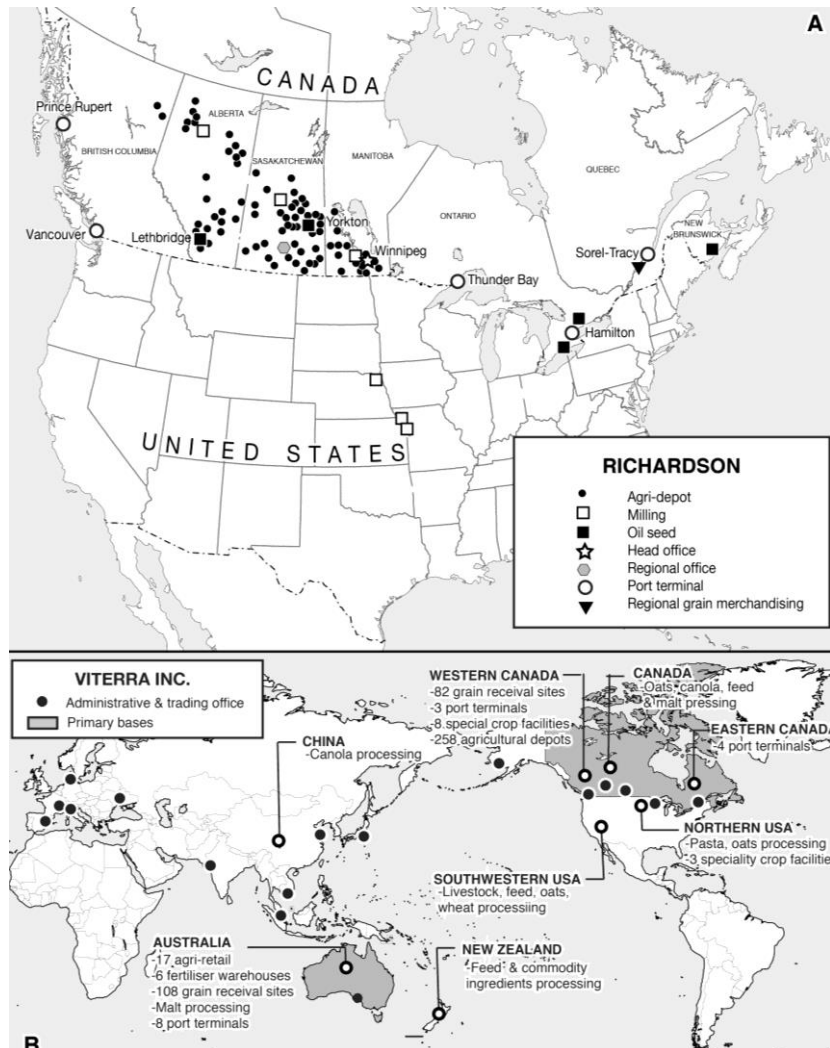 A
CANADA
Prince Rupert
ALBERTA
BRITISH COLUMBIA
SASAKATCHEWAN
MANITOBA
QUEBEC
ONTARIO
NEW
BRUNSWICK
Vancouver
Lethbridge
Yorkton
Winnipeg
Sorel-Tracy
Thunder Bay
Hamilton
UNITED STATES
RICHARDSON
Agri-depot
Milling
Oil seed
Head office
Regional office
Port terminal
Regional grain merchandising
VITERRA INC.
Administrative & trading office
Primary bases
WESTERN CANADA
-82 grain receival sites
-3 port terminals
-8 special crop facilities
-258 agricultural depots
CANADA
-Oats, canola, feed
& malt pressing
EASTERN CANADA
-4 port terminals
CHINA
-Canola processing
NORTHERN USA
-Pasta, oats processing
-3 speciality crop facilities
SOUTHWESTERN USA
-Livestock, feed, oats,
wheat processiing
AUSTRALIA
-17 agri-retail
-6 fertiliser warehouses
-108 grain receival sites
-Malt processing
-8 port terminals
NEW ZEALAND
-Feed & commodity
ingredients processing
B